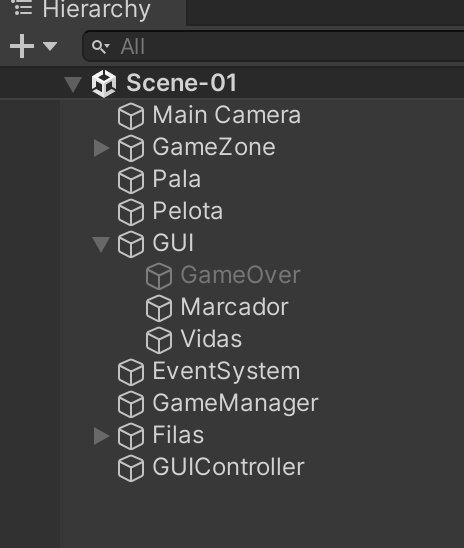 Hierarchy
All
Scene-01
Main Camera
GameZone
Pala
Pelota
GUI
GameOver
Marcador
Vidas
EventSystem
GameManager
Filas
GUIController